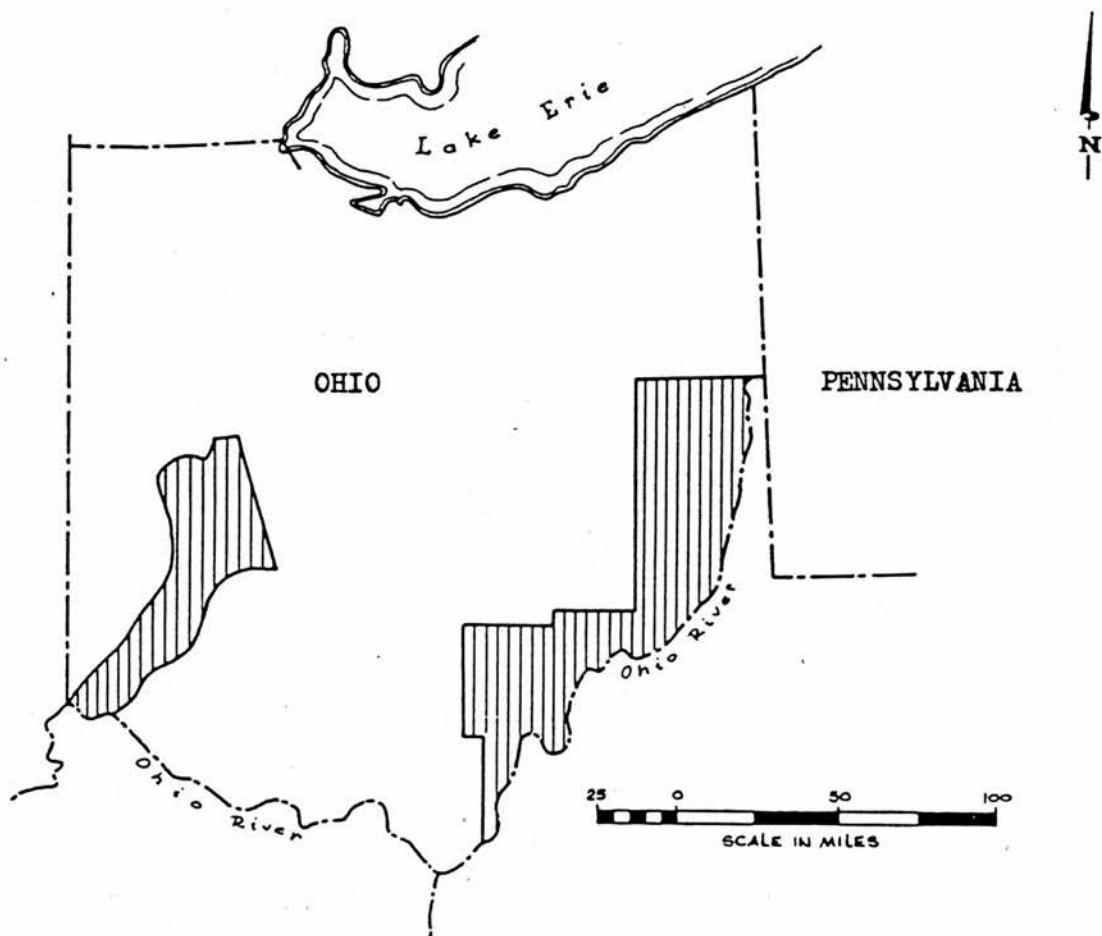 Lake Erie
N
OHIO
PENNSYLVANIA
Ohio River
Ohio River
25 0 50 100
SCALE IN MILES